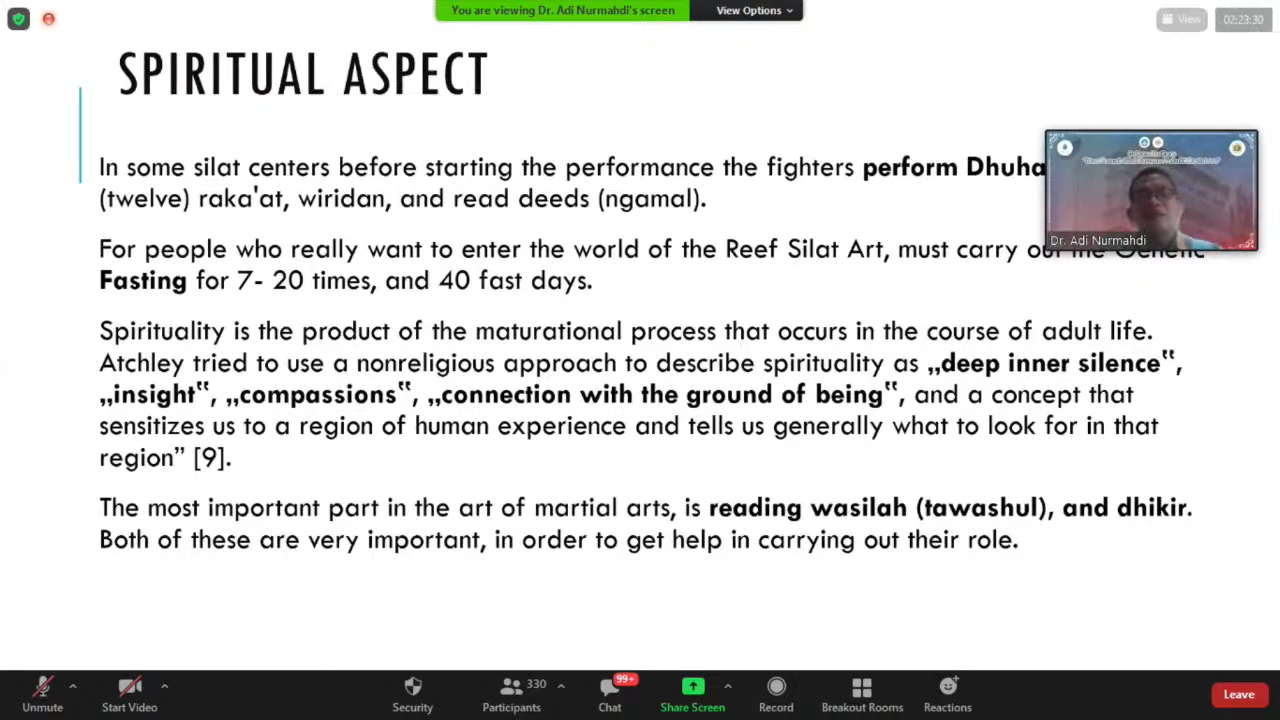 You are viewing Dr. Adi Nurmahdi's screen
View Options
View
02:23:30
SPIRITUAL ASPECT
In some silat centers before starting the performance the fighters perform Dhuha
(twelve) raka'at, wiridan, and read deeds (ngamal).
Dr. Adi Nurmahdi
For people who really want to enter the world of the Reef Silat Art, must carry out the Genetic
Fasting for 7- 20 times, and 40 fast days.
Spirituality is the product of the maturational process that occurs in the course of adult life.
Atchley tried to use a nonreligious approach to describe spirituality as „deep inner silence‟,
„insight‟, „compassions‟, „connection with the ground of being‟, and a concept that
sensitizes us to a region of human experience and tells us generally what to look for in that
region” [9].
The most important part in the art of martial arts, is reading wasilah (tawashul), and dhikir.
Both of these are very important, in order to get help in carrying out their role.
Unmute
Start Video
Security
330
Participants
99+
Chat
Share Screen
Record
Breakout Rooms
Reactions
Leave